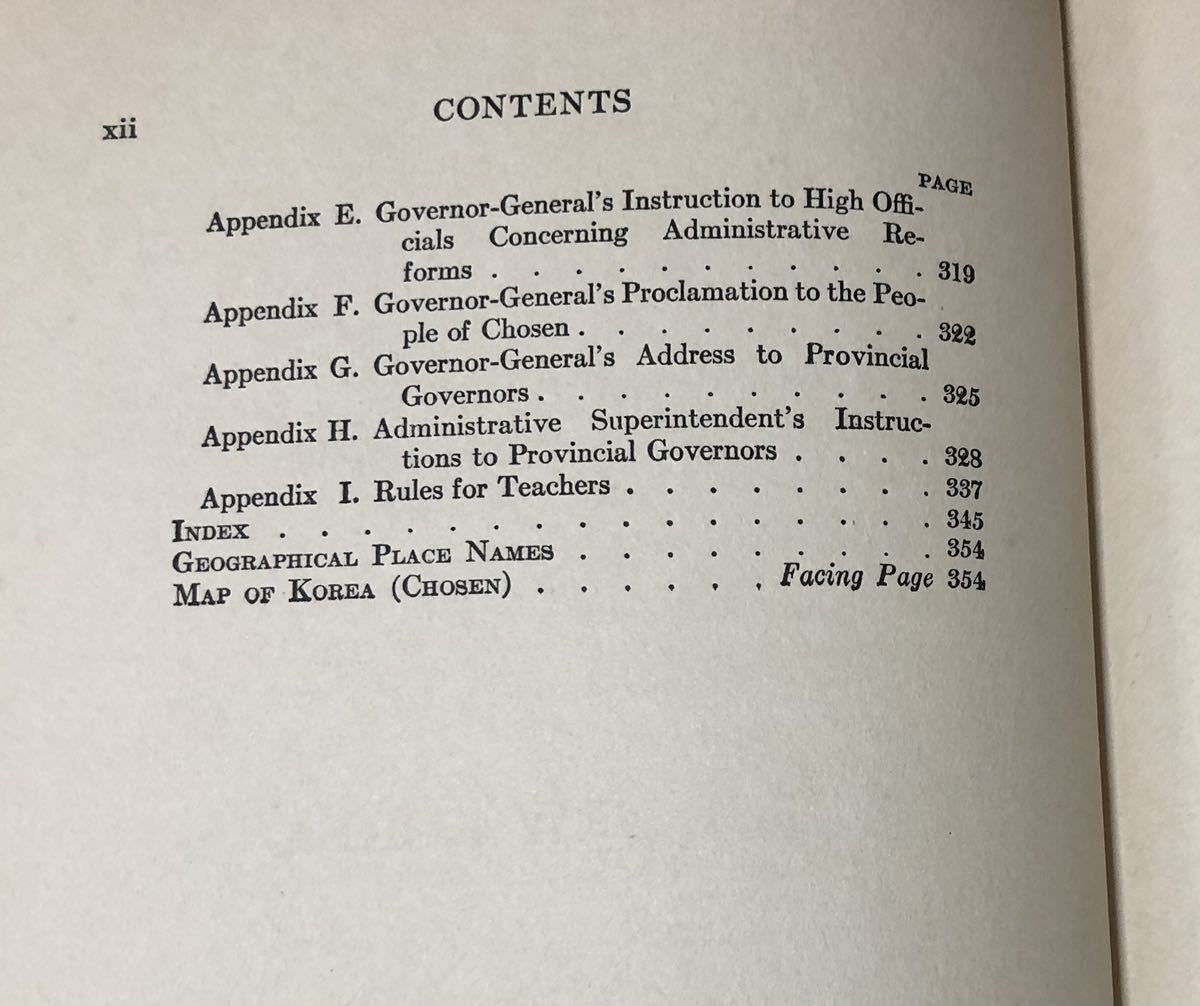 xii
CONTENTS
PAGE
Appendix E. Governor-General's Instruction to High Offi-
cials Concerning Administrative Re-
forms . . . . . . . . . . . 319
Appendix F. Governor-General's Proclamation to the Peo-
ple of Chosen . . . . . . . . . 322
Appendix G. Governor-General's Address to Provincial
Governors . . . . . . . . . . 325
Appendix H. Administrative Superintendent's Instruc-
tions to Provincial Governors . . . . 328
Appendix I. Rules for Teachers . . . . . . . . 337
INDEX . . . . . . . . . . . . . . . . 345
GEOGRAPHICAL PLACE NAMES . . . . . . . . . 354
MAP OF KOREA (CHOSEN) . . . . . . Facing Page 354